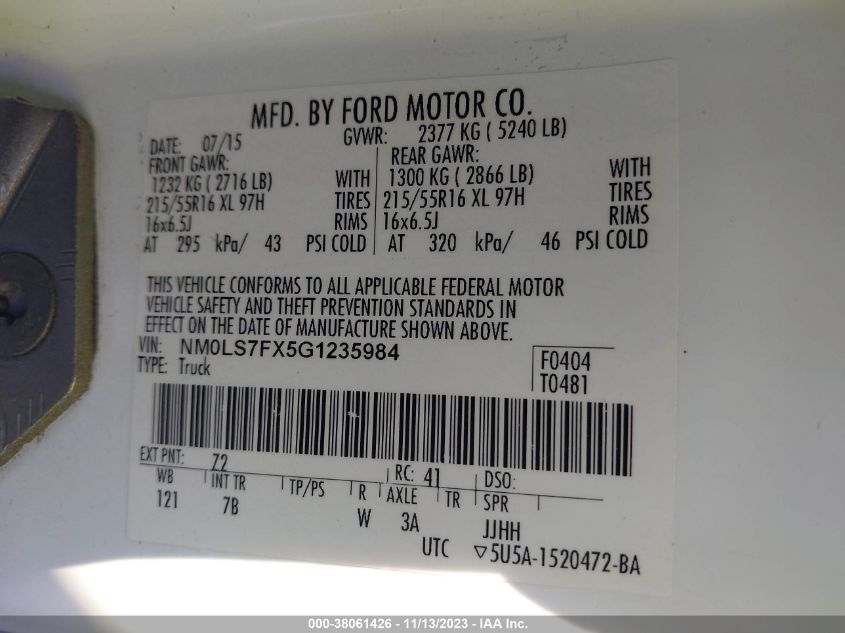 MFD. BY FORD MOTOR CO.
DATE: 07/15 GVWR: 2377 KG ( 5240 LB)
FRONT GAWR: REAR GAWR:
1232 KG ( 2716 LB) WITH 1300 KG ( 2866 LB) WITH
215/55R16 XL 97H TIRES 215/55R16 XL 97H TIRES
16x6.5J RIMS 16x6.5J RIMS
AT 295 kPa/ 43 PSI COLD AT 320 kPa/ 46 PSI COLD
THIS VEHICLE CONFORMS TO ALL APPLICABLE FEDERAL MOTOR
VEHICLE SAFETY AND THEFT PREVENTION STANDARDS IN
EFFECT ON THE DATE OF MANUFACTURE SHOWN ABOVE.
VIN: NM0LS7FX5G1235984 F0404
TYPE: Truck T0481
EXT PNT: Z2 RC: 41 DSO:
WB INT TR TP/PS R AXLE TR SPR
121 7B W 3A JJHH
UTC ▽5U5A-1520472-BA
000-38061426 - 11/13/2023 - IAA Inc.